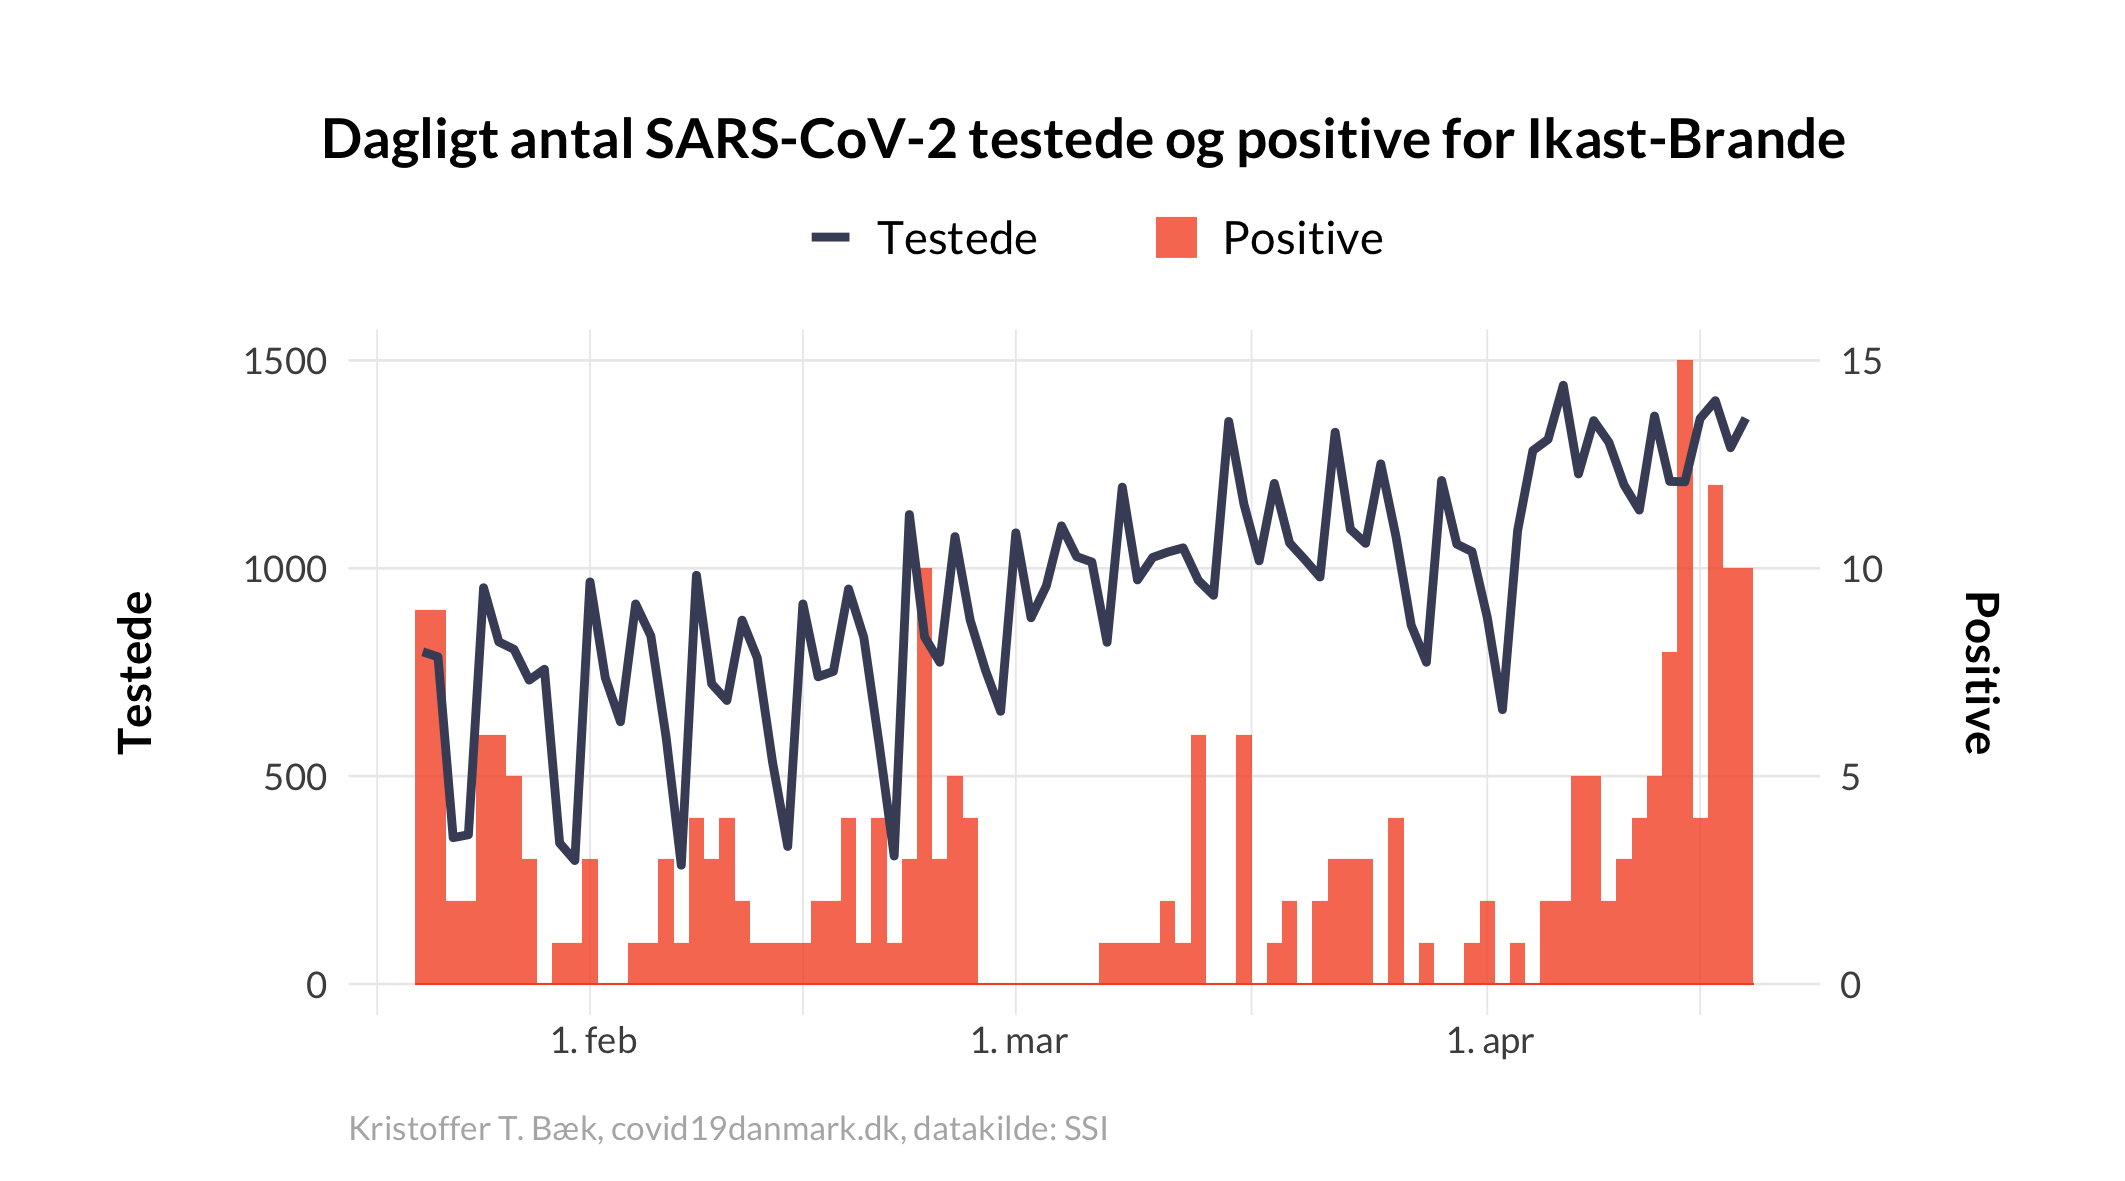 Dagligt antal SARS-CoV-2 testede og positive for Ikast-Brande
Testede
Positive
1500
1000
500
0
Testede
15
10
5
0
Positive
1. feb
1. mar
1. apr
Kristoffer T. Bæk, covid19danmark.dk, datakilde: SSI